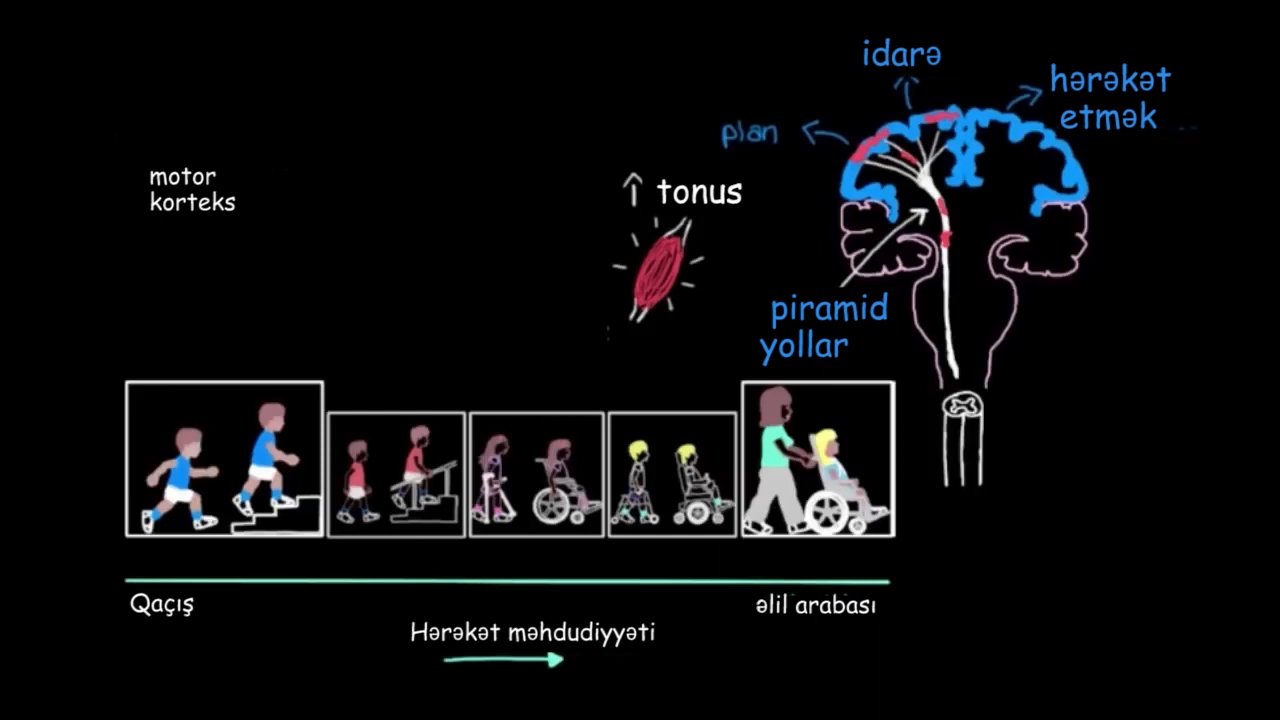 idarə
hərəkət
etmək
plan
motor
korteks
↑ tonus
piramid
yollar
Qaçış
əlil arabası
Hərəkət məhdudiyyəti